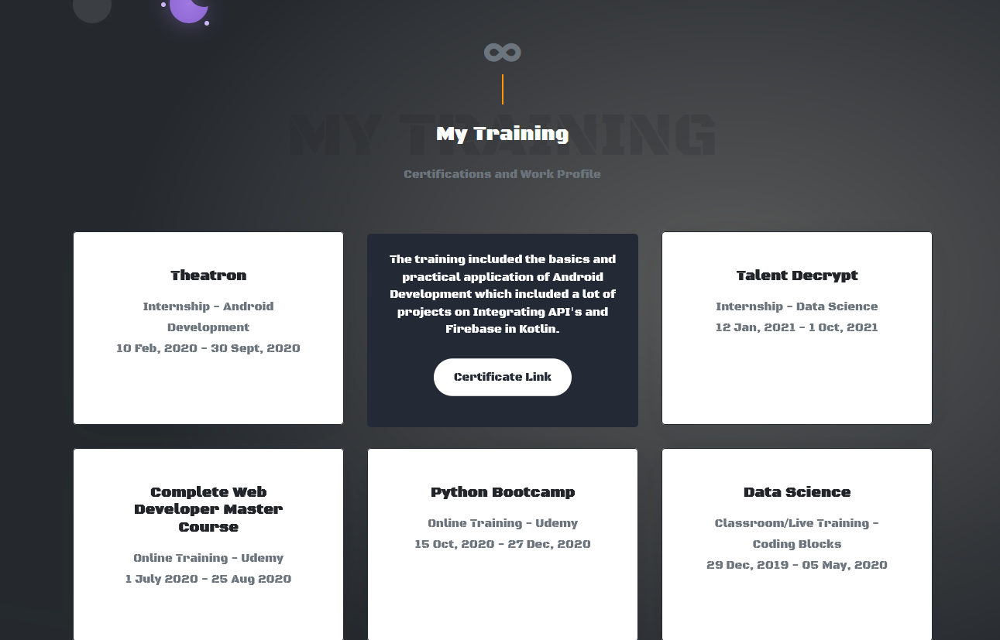 MY TRAINING
My Training
Certifications and Work Profile
Theatron
Internship - Android
Development
10 Feb, 2020 - 30 Sept, 2020
The training included the basics and
practical application of Android
Development which included a lot of
projects on Integrating API's and
Firebase in Kotlin.
Certificate Link
Talent Decrypt
Internship - Data Science
12 Jan, 2021 - 1 Oct, 2021
Complete Web
Developer Master
Course
Online Training - Udemy
1 July 2020 - 25 Aug 2020
Python Bootcamp
Online Training - Udemy
15 Oct, 2020 - 27 Dec, 2020
Data Science
Classroom/Live Training -
Coding Blocks
29 Dec, 2019 - 05 May, 2020